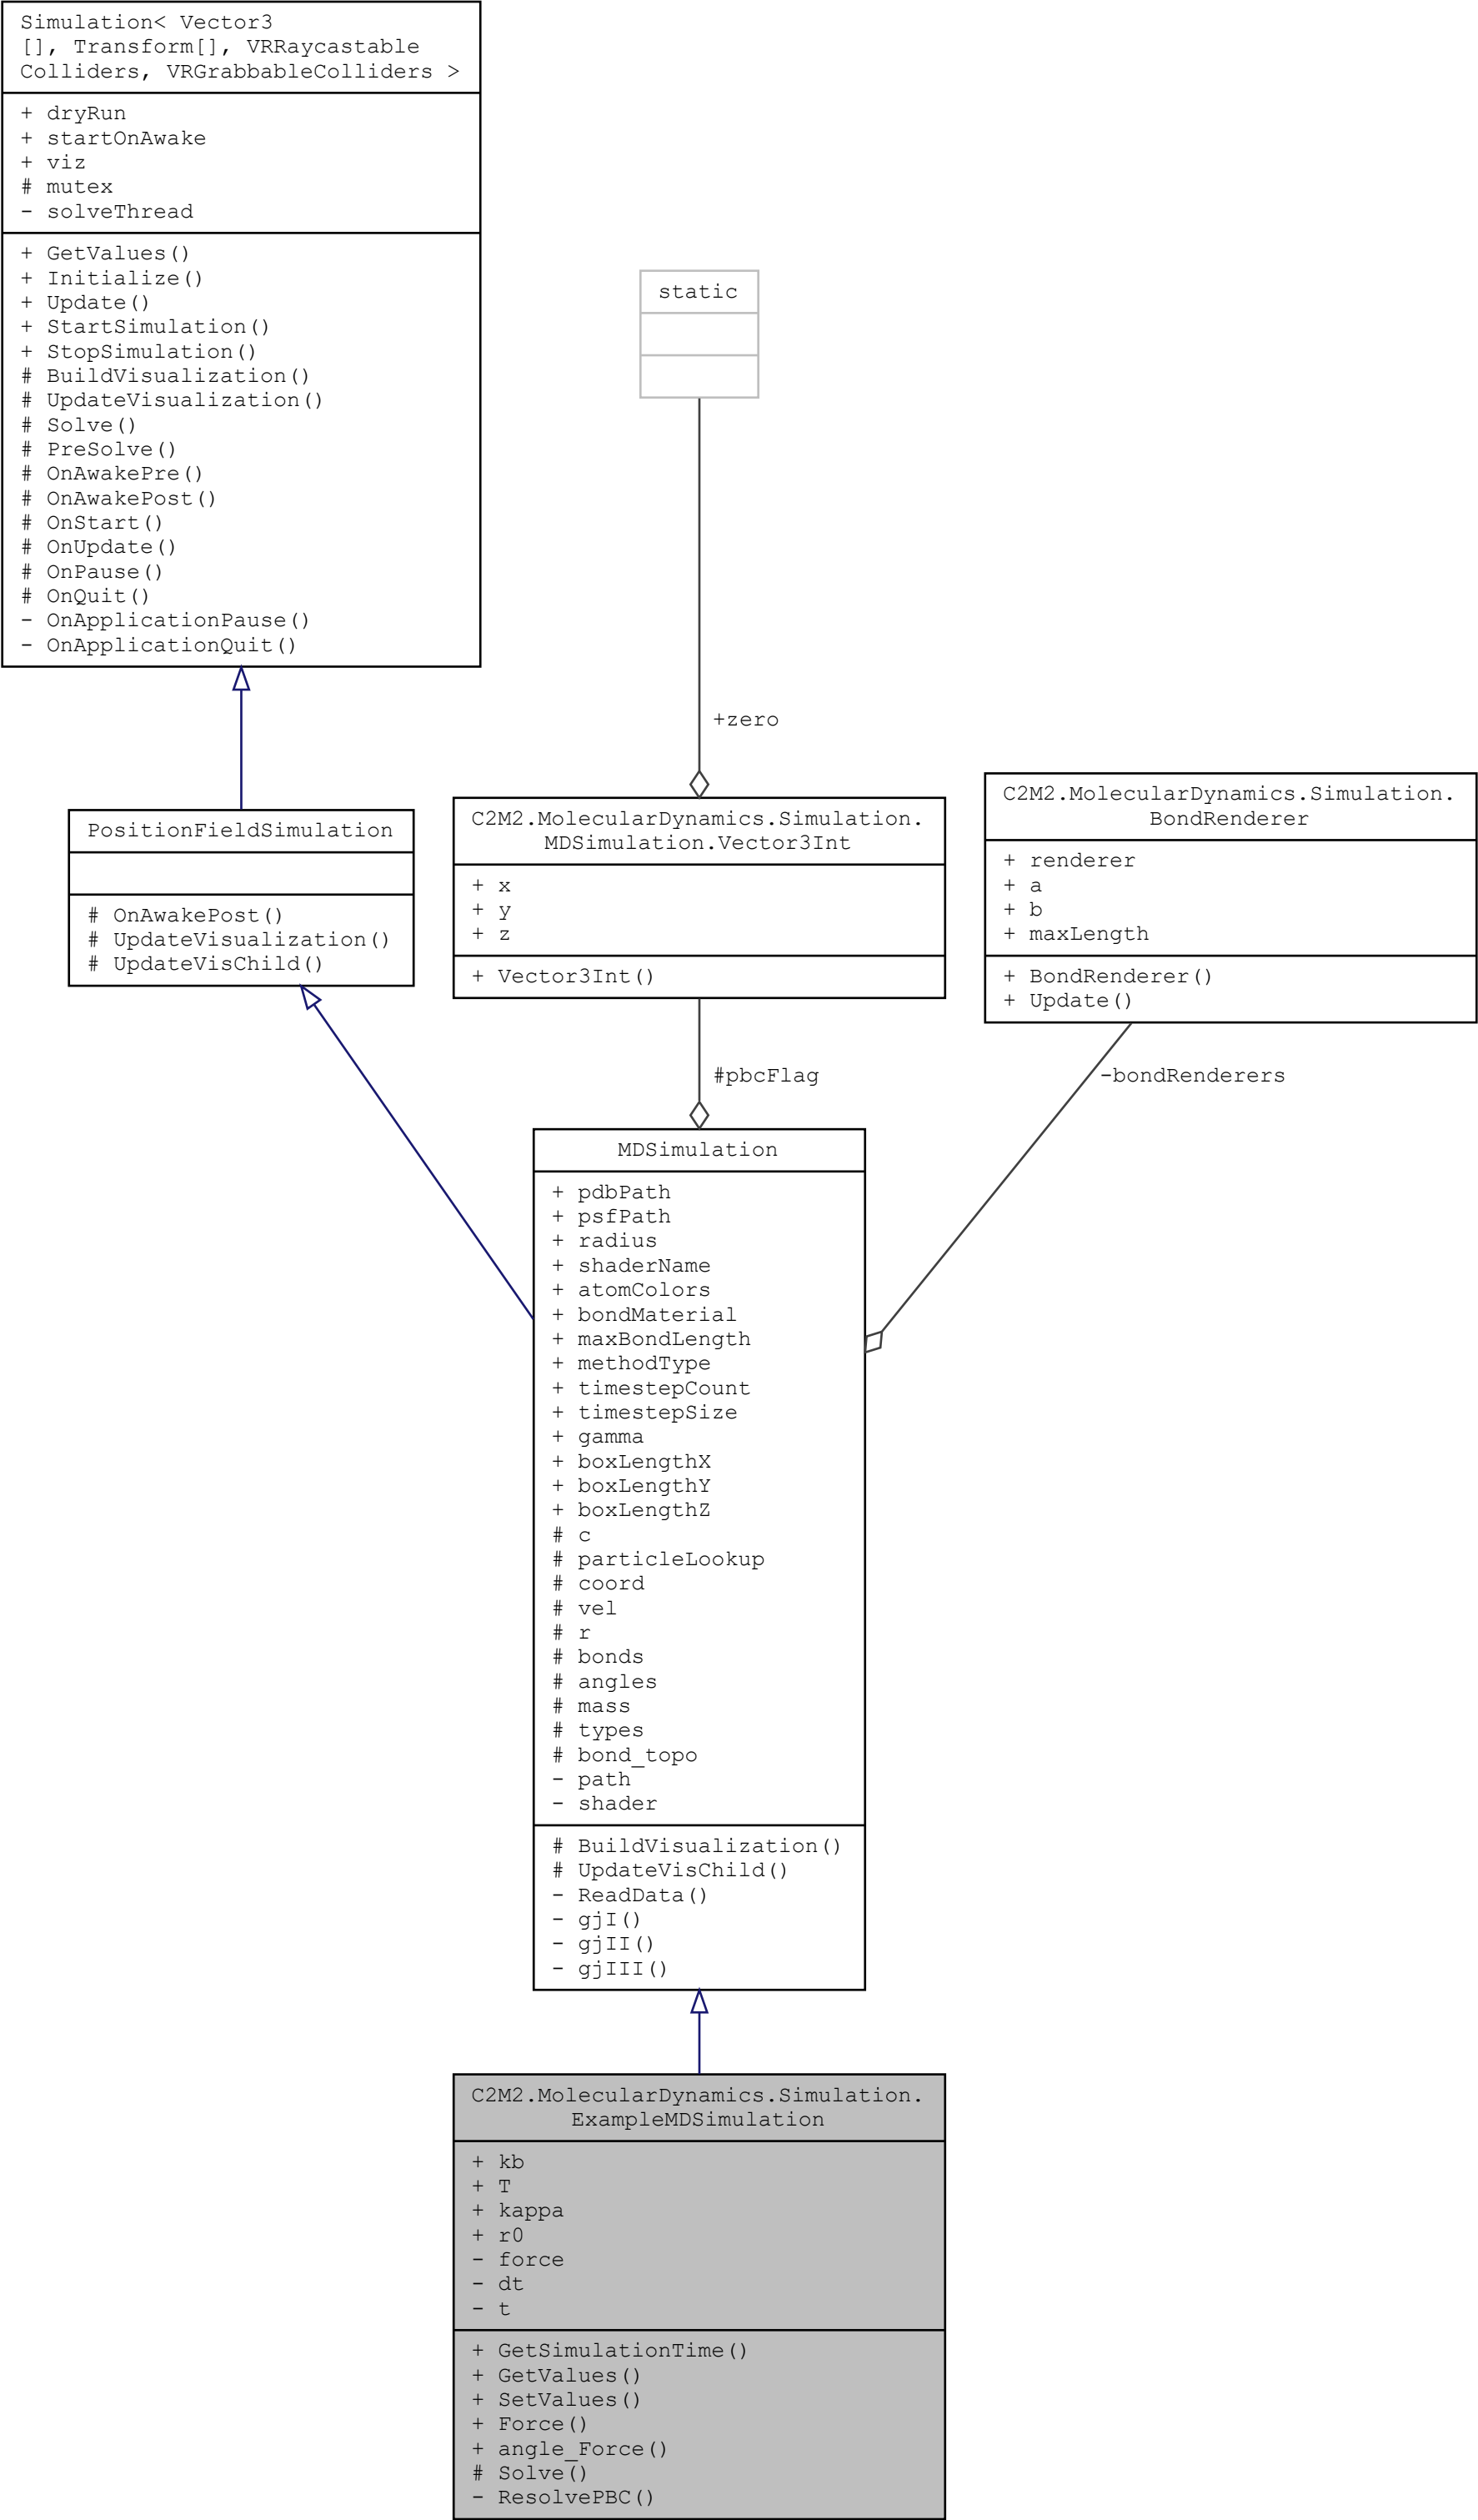 Simulation< Vector3
[], Transform[], VRRaycastable
Colliders, VRGrabbableColliders >
+ dryRun
+ startOnAwake
+ viz
# mutex
- solveThread
+ GetValues()
+ Initialize()
+ Update()
+ StartSimulation()
+ StopSimulation()
# BuildVisualization()
# UpdateVisualization()
# Solve()
# PreSolve()
# OnAwakePre()
# OnAwakePost()
# OnStart()
# OnUpdate()
# OnPause()
# OnQuit()
- OnApplicationPause()
- OnApplicationQuit()
static
+zero
PositionFieldSimulation
# OnAwakePost()
# UpdateVisualization()
# UpdateVisChild()
C2M2.MolecularDynamics.Simulation.
MDSimulation.Vector3Int
+ x
+ y
+ z
+ Vector3Int()
C2M2.MolecularDynamics.Simulation.
BondRenderer
+ renderer
+ a
+ b
+ maxLength
+ BondRenderer()
+ Update()
#pbcFlag
-bondRenderers
MDSimulation
+ pdbPath
+ psfPath
+ radius
+ shaderName
+ atomColors
+ bondMaterial
+ maxBondLength
+ methodType
+ timestepCount
+ timestepSize
+ gamma
+ boxLengthX
+ boxLengthY
+ boxLengthZ
# c
# particleLookup
# coord
# vel
# r
# bonds
# angles
# mass
# types
# bond_topo
- path
- shader
# BuildVisualization()
# UpdateVisChild()
- ReadData()
- gjI()
- gjII()
- gjIII()
C2M2.MolecularDynamics.Simulation.
ExampleMDSimulation
+ kb
+ T
+ kappa
+ r0
- force
- dt
- t
+ GetSimulationTime()
+ GetValues()
+ SetValues()
+ Force()
+ angle_Force()
# Solve()
- ResolvePBC()